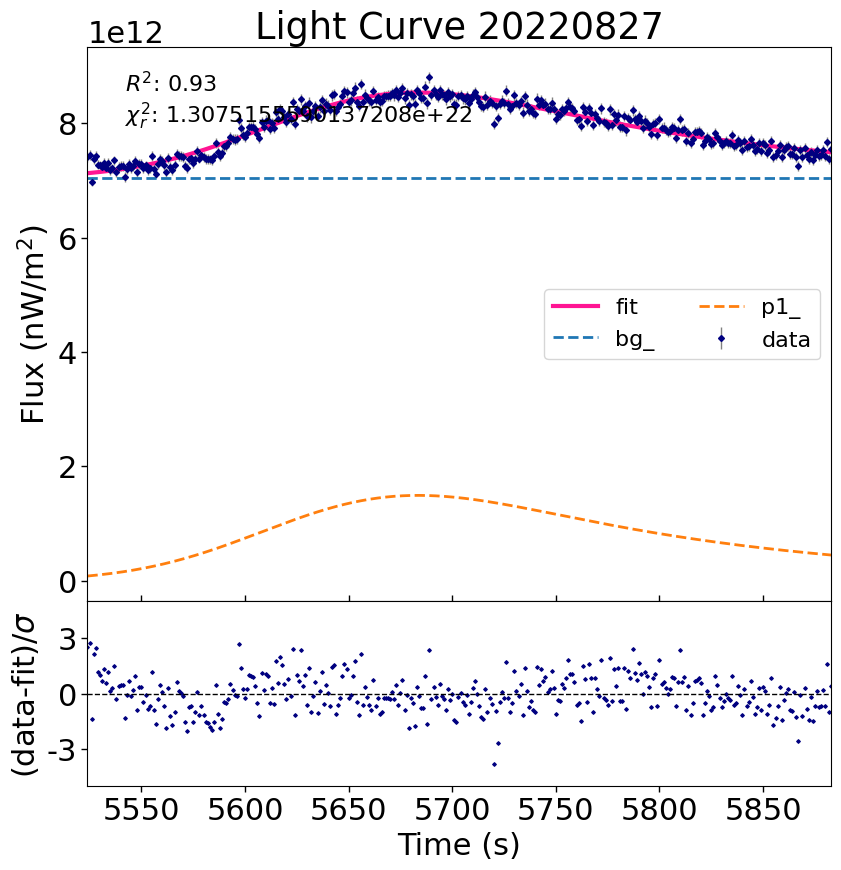 Light Curve 20220827
1e12
R²: 0.93
χ²ᵣ: 1.3075155590137208e+22
8
6
4
2
0
Flux (nW/m²)
fit
bg_
p1_
data
3
0
-3
(data-fit)/σ
5550 5600 5650 5700 5750 5800 5850
Time (s)